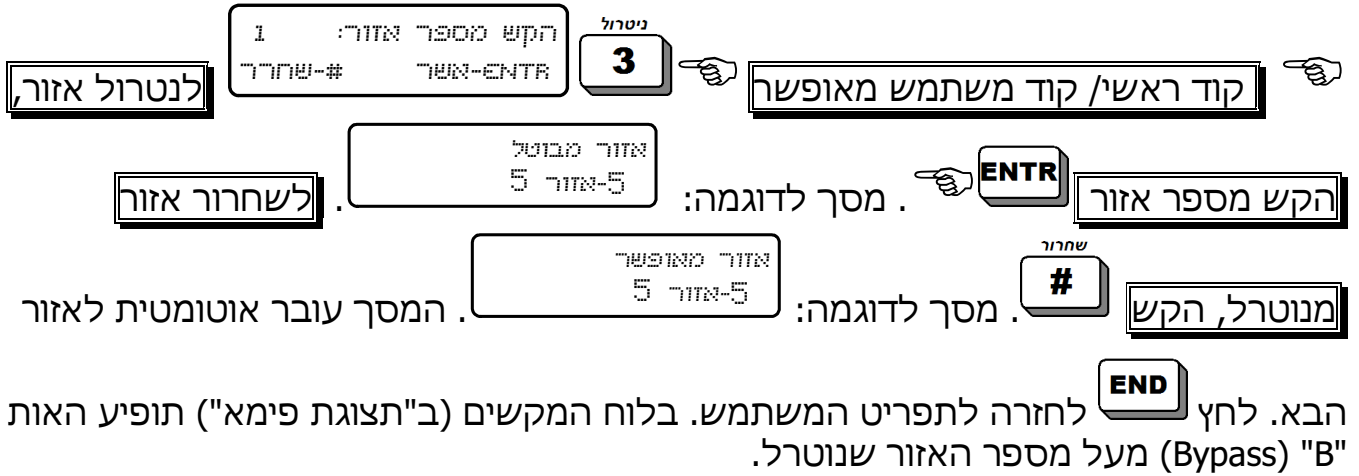 קוד ראשי/ קוד משתמש מאופשר ניטרול 3 הקש מספר אזור: 1 ENTR-אשר #-שחרר לנטרול אזור,
הקש מספר אזור ENTR . מסך לדוגמה: אזור מבוטל 5-אזור 5 . לשחרור אזור
מנוטרל, הקש שחרור # . מסך לדוגמה: אזור מאופשר 5-אזור 5 . המסך עובר אוטומטית לאזור
הבא. לחץ END לחזרה לתפריט המשתמש. בלוח המקשים (ב"תצוגת פימא") תופיע האות
"B" (Bypass) מעל מספר האזור שנוטרל.